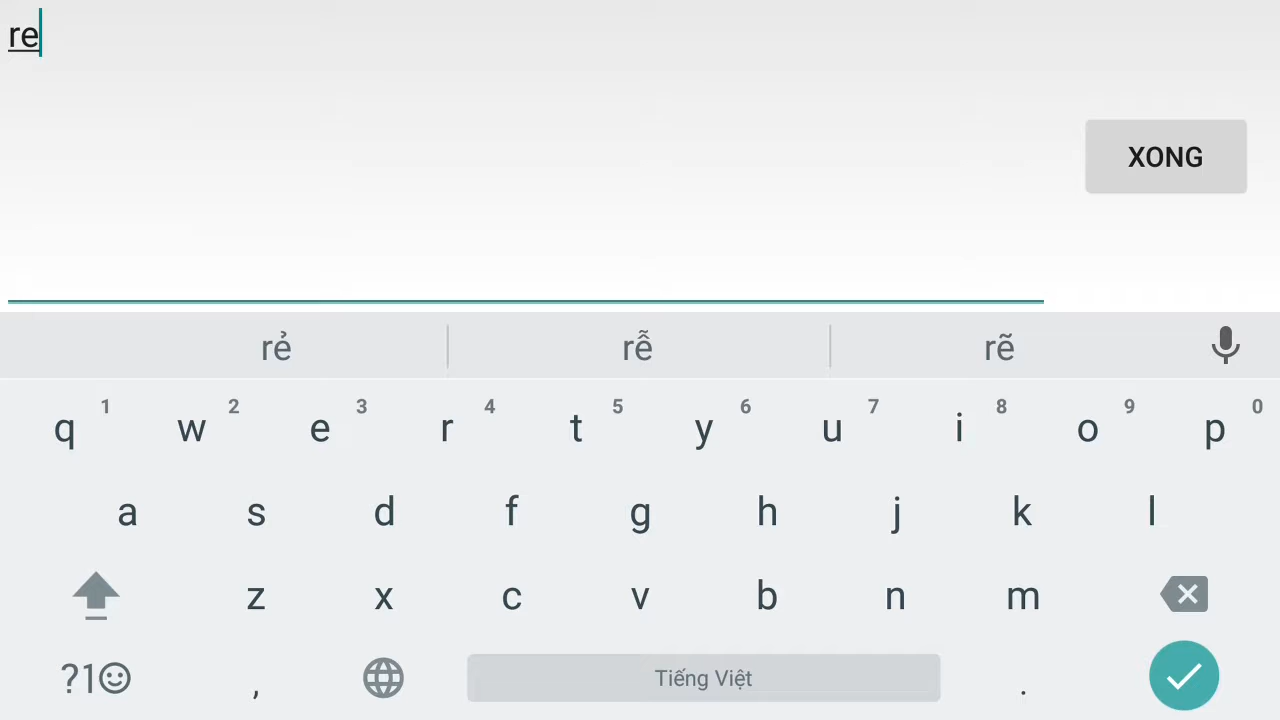 re
XONG
rẻ rễ rẽ
q 1 w 2 e 3 r 4 t 5 y 6 u 7 i 8 o 9 p 0
a s d f g h j k l
z x c v b n m
?1☺ , Tiếng Việt .